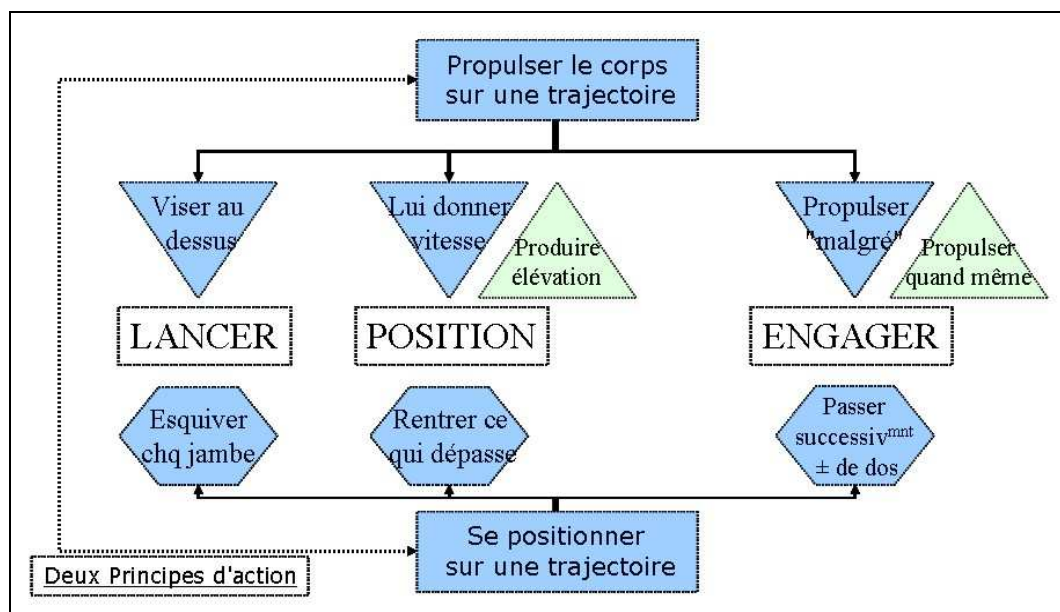 Propulser le corps
sur une trajectoire
Viser au
dessus
Lui donner
vitesse
Produire
élévation
Propulser
"malgré"
Propulser
quand même
LANCER
POSITION
ENGAGER
Esquiver
chq jambe
Rentrer ce
qui dépasse
Passer
successivmnt
± de dos
Se positionner
sur une trajectoire
Deux Principes d'action